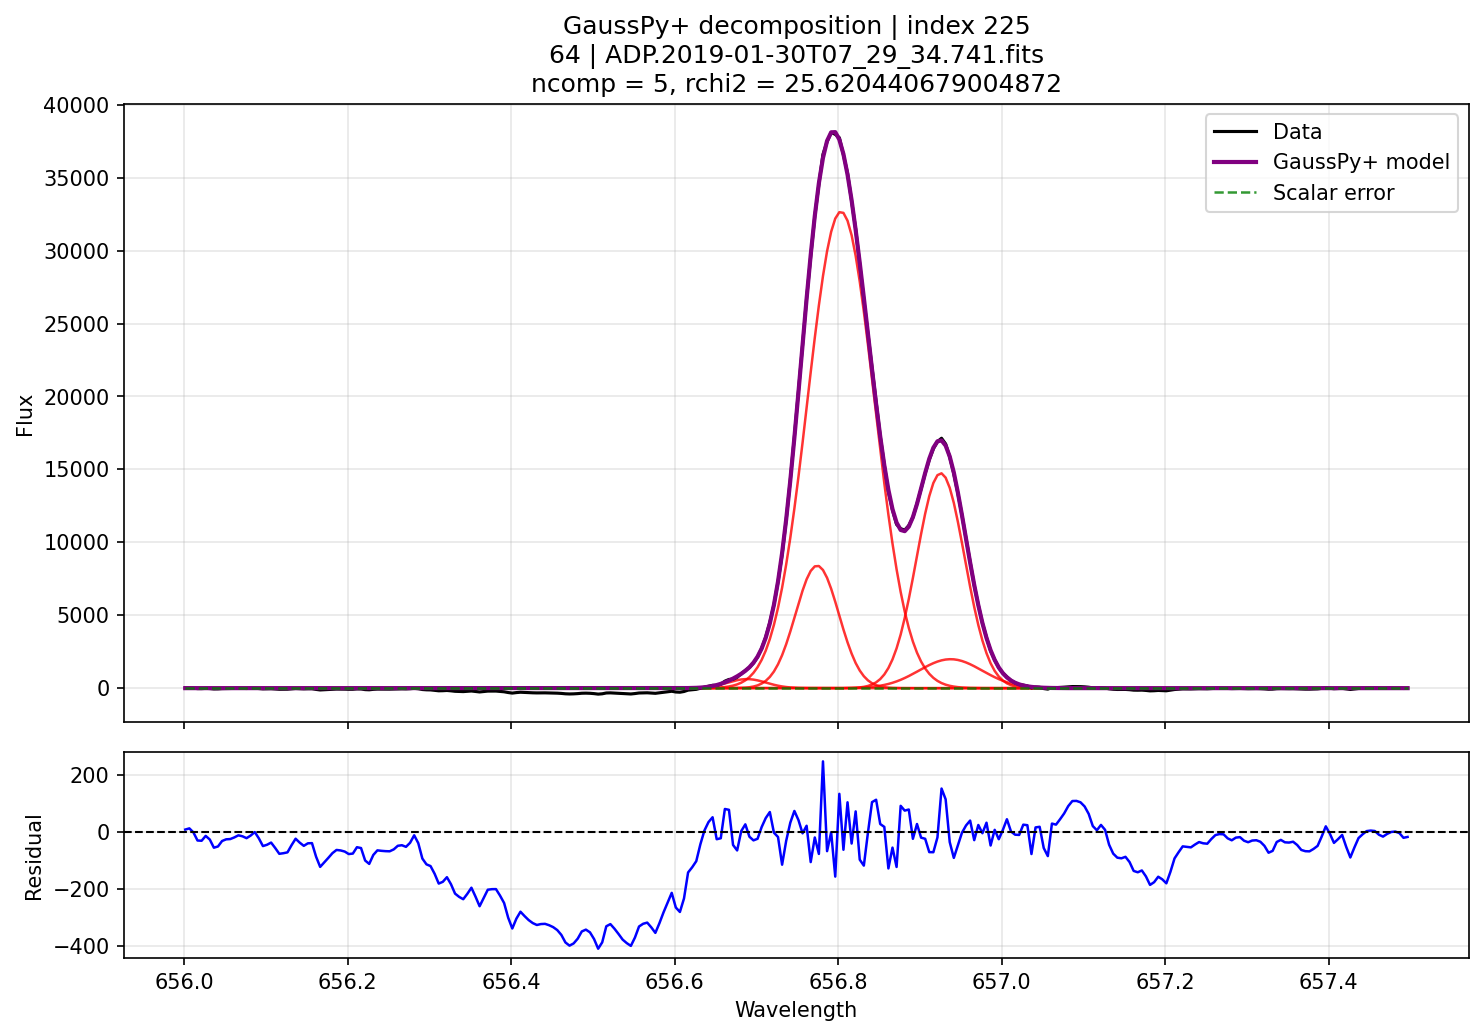 GaussPy+ decomposition | index 225
64 | ADP.2019-01-30T07_29_34.741.fits
ncomp = 5, rchi2 = 25.620440679004872
40000
35000
30000
25000
20000
15000
10000
5000
0
Flux
Data
GaussPy+ model
Scalar error
200
0
−200
−400
Residual
656.0
656.2
656.4
656.6
656.8
657.0
657.2
657.4
Wavelength